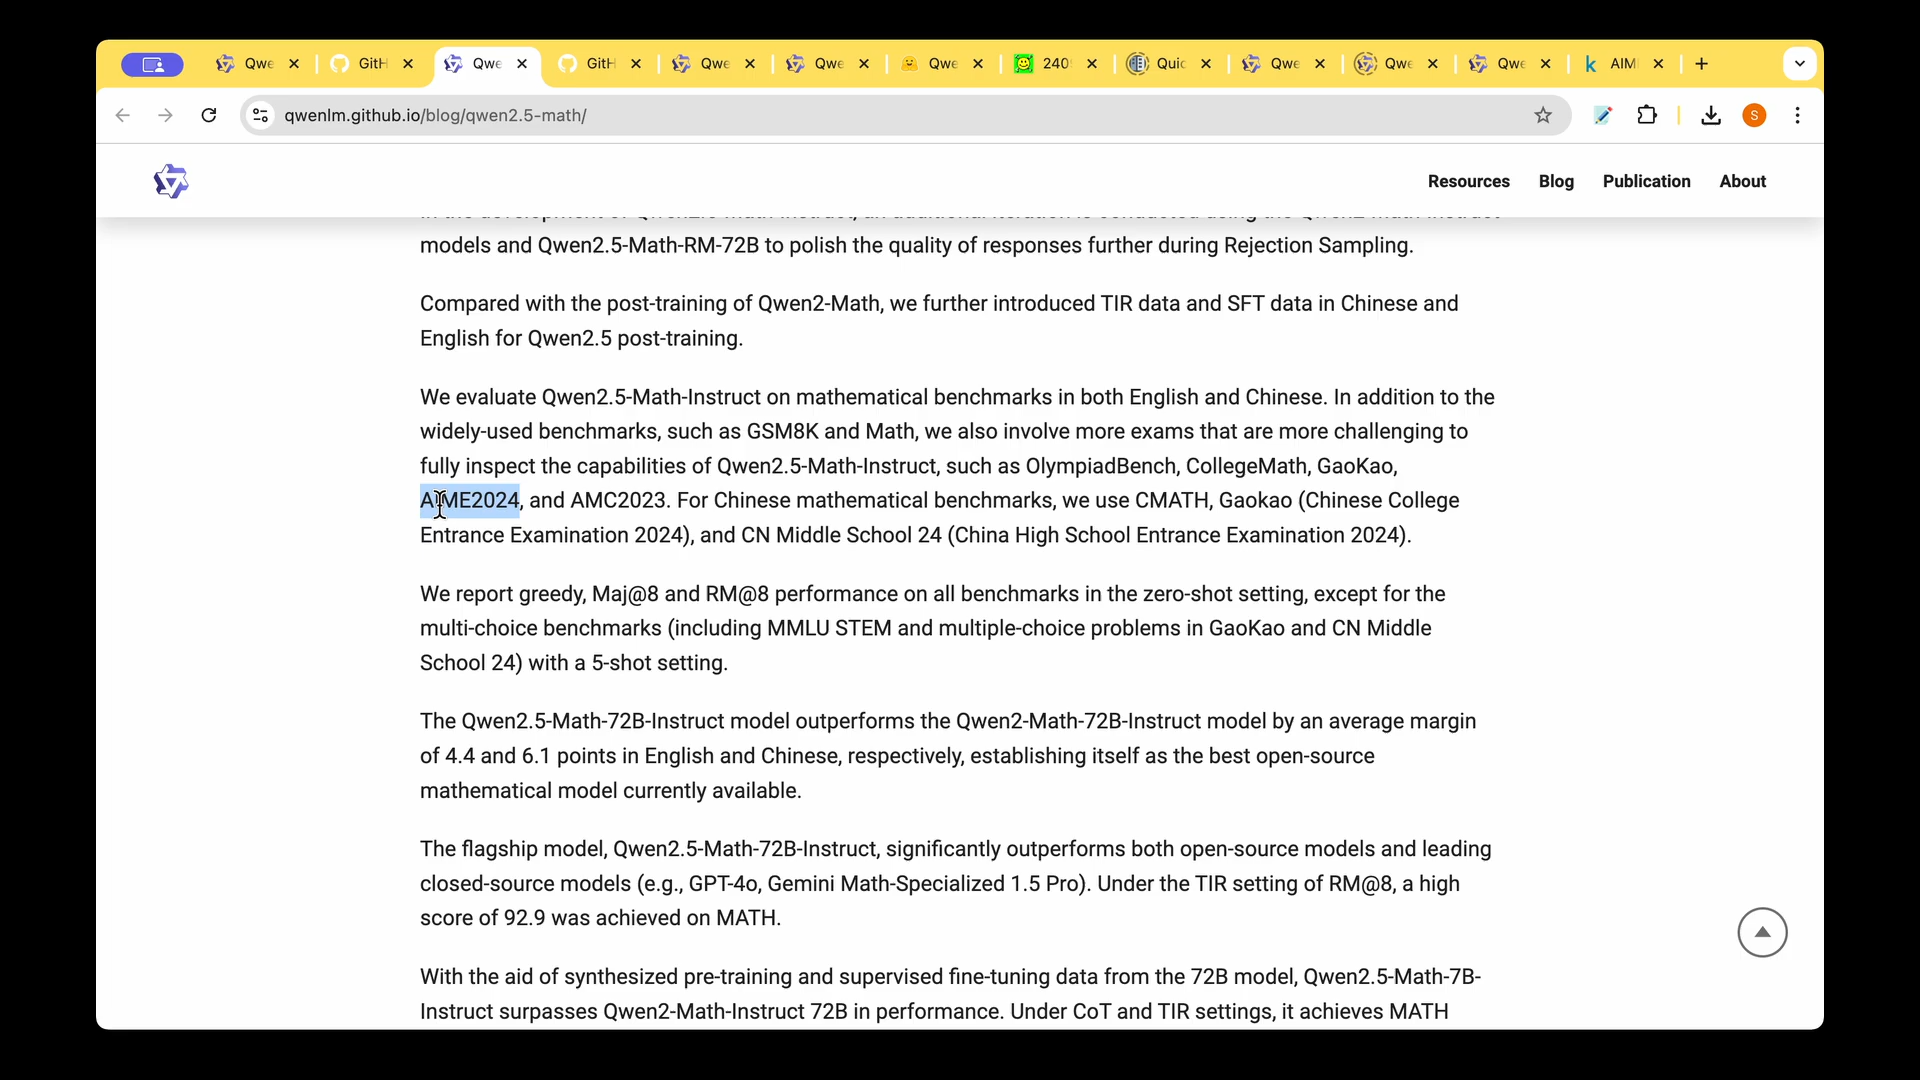 Qwe
GitH
Qwe
GitH
Qwe
Qwe
Qwe
240
Quic
Qwe
Qwe
Qwe
AIM
qwenlm.github.io/blog/qwen2.5-math/
S
Resources
Blog
Publication
About
models and Qwen2.5-Math-RM-72B to polish the quality of responses further during Rejection Sampling.
Compared with the post-training of Qwen2-Math, we further introduced TIR data and SFT data in Chinese and
English for Qwen2.5 post-training.
We evaluate Qwen2.5-Math-Instruct on mathematical benchmarks in both English and Chinese. In addition to the
widely-used benchmarks, such as GSM8K and Math, we also involve more exams that are more challenging to
fully inspect the capabilities of Qwen2.5-Math-Instruct, such as OlympiadBench, CollegeMath, GaoKao,
AIME2024, and AMC2023. For Chinese mathematical benchmarks, we use CMATH, Gaokao (Chinese College
Entrance Examination 2024), and CN Middle School 24 (China High School Entrance Examination 2024).
We report greedy, Maj@8 and RM@8 performance on all benchmarks in the zero-shot setting, except for the
multi-choice benchmarks (including MMLU STEM and multiple-choice problems in GaoKao and CN Middle
School 24) with a 5-shot setting.
The Qwen2.5-Math-72B-Instruct model outperforms the Qwen2-Math-72B-Instruct model by an average margin
of 4.4 and 6.1 points in English and Chinese, respectively, establishing itself as the best open-source
mathematical model currently available.
The flagship model, Qwen2.5-Math-72B-Instruct, significantly outperforms both open-source models and leading
closed-source models (e.g., GPT-4o, Gemini Math-Specialized 1.5 Pro). Under the TIR setting of RM@8, a high
score of 92.9 was achieved on MATH.
With the aid of synthesized pre-training and supervised fine-tuning data from the 72B model, Qwen2.5-Math-7B-
Instruct surpasses Qwen2-Math-Instruct 72B in performance. Under CoT and TIR settings, it achieves MATH